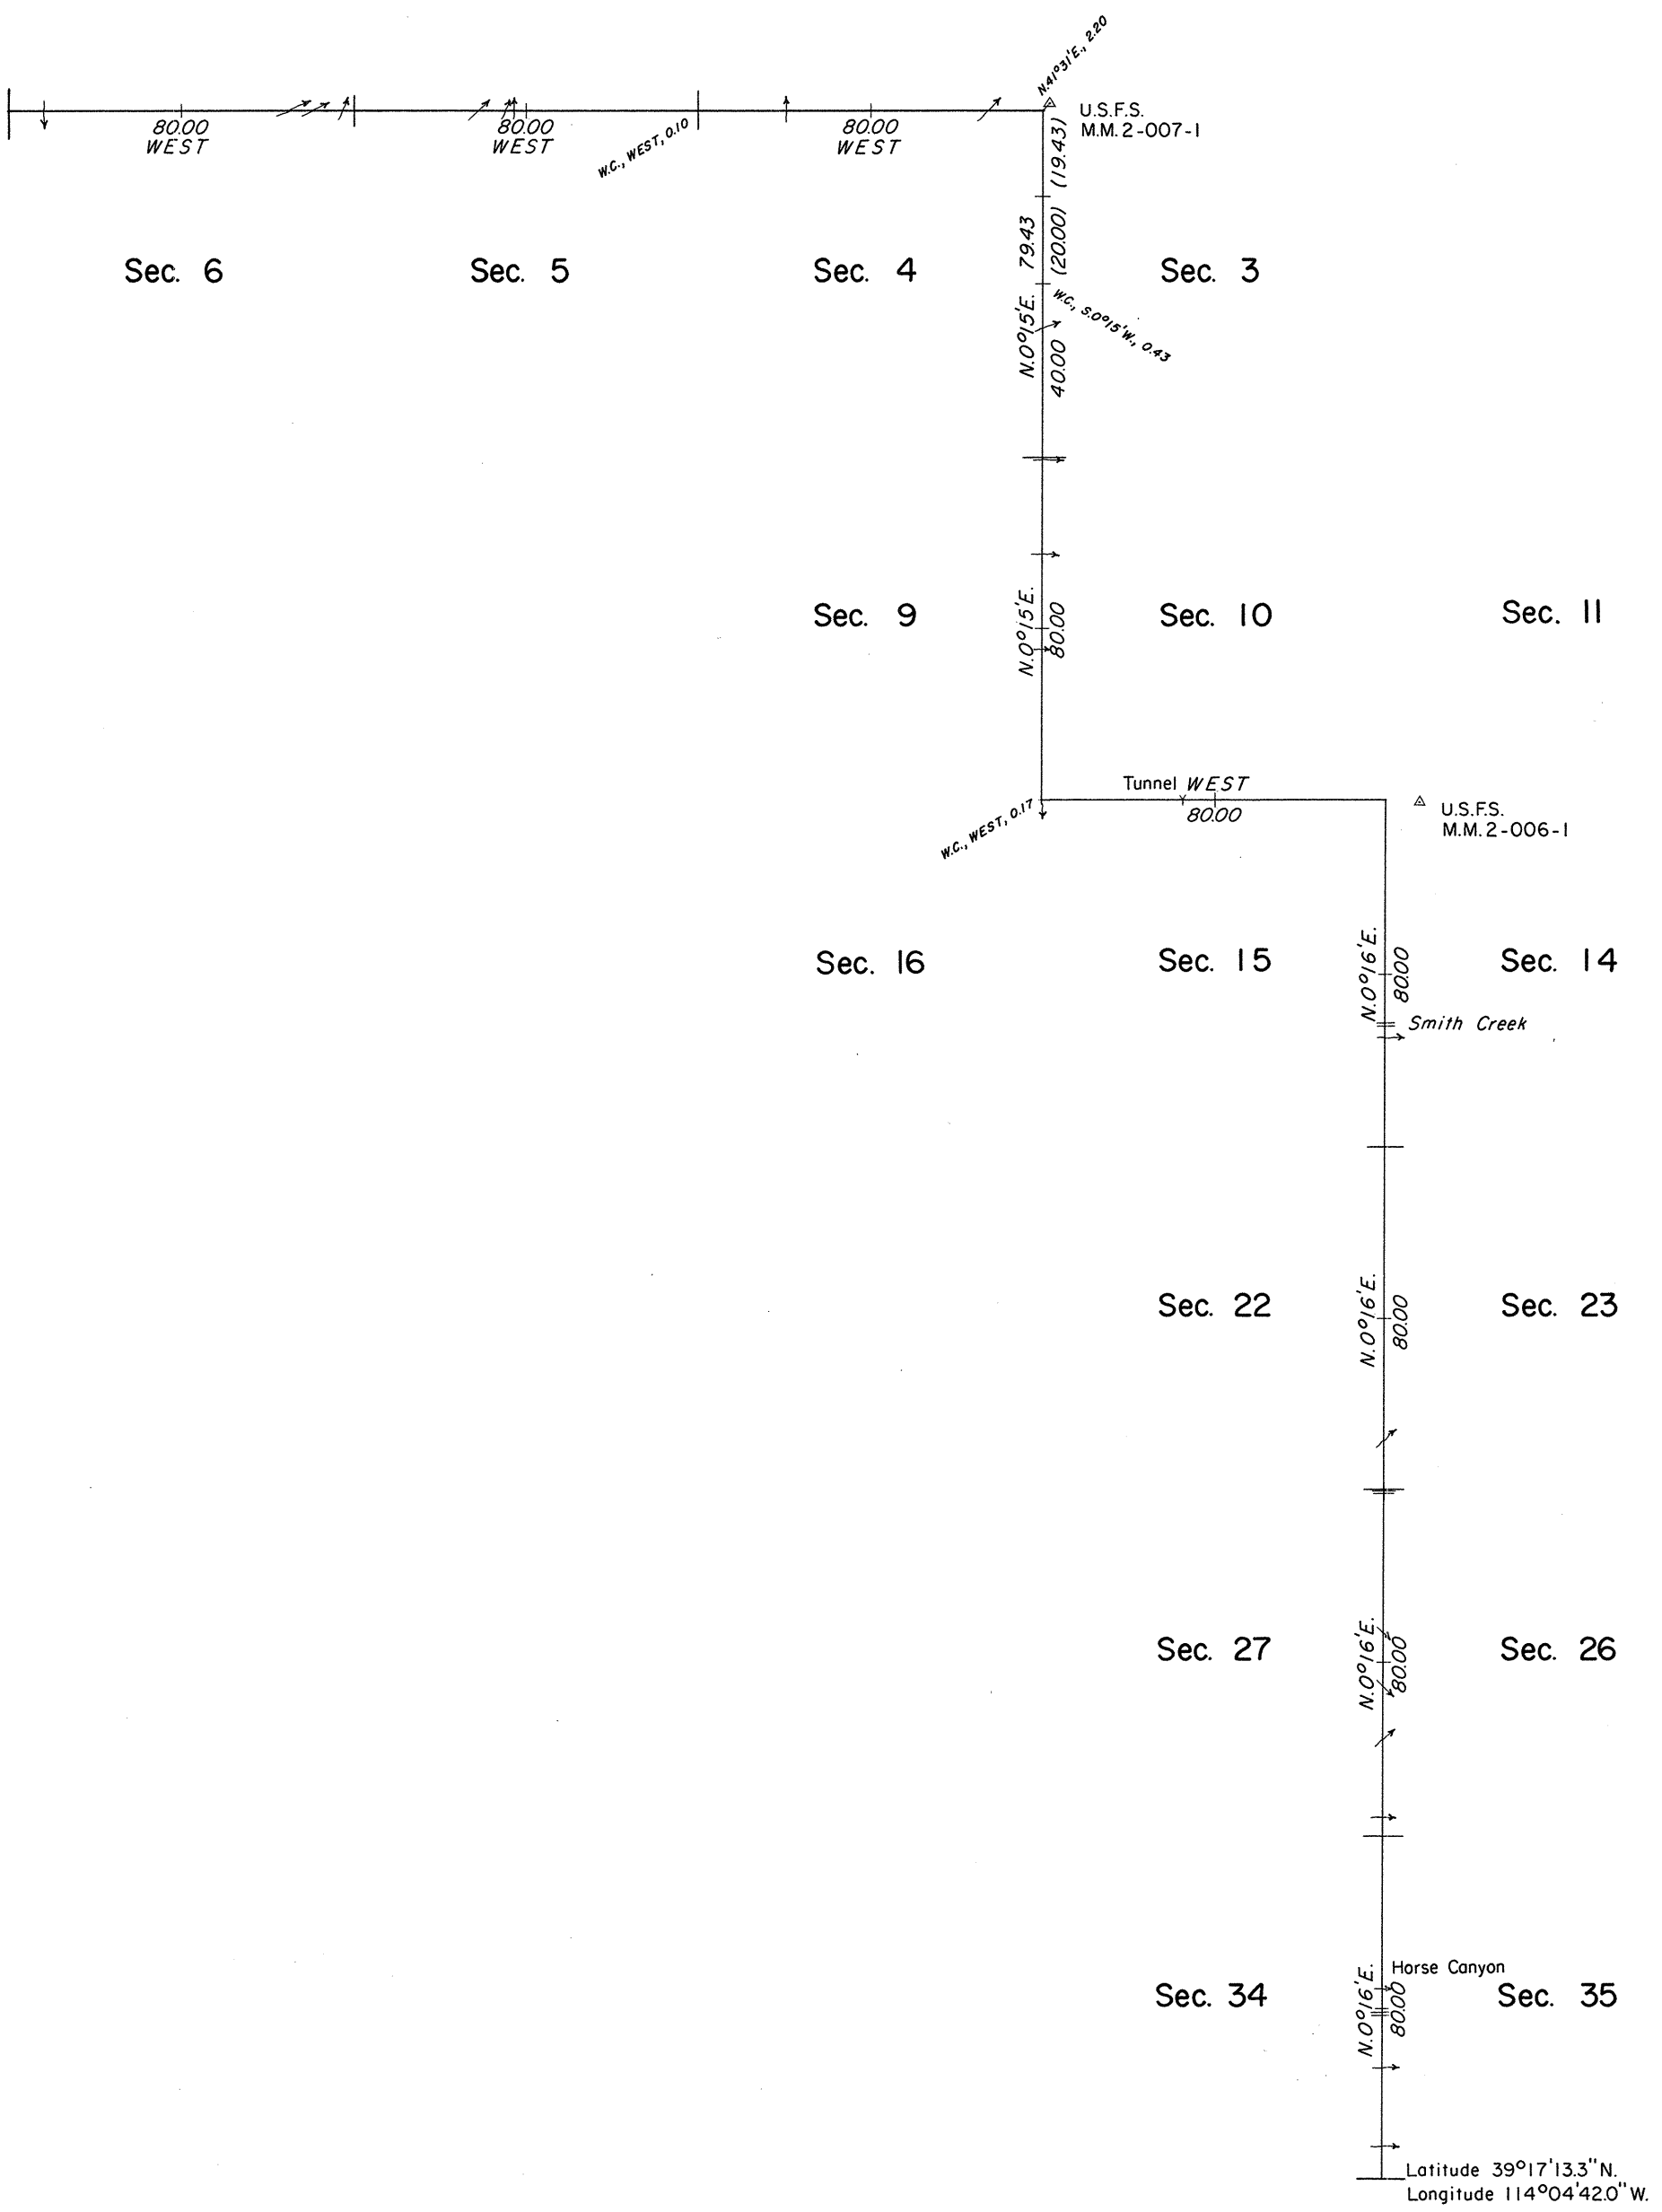 N.41°31'E., 2.20
U.S.F.S.
M.M. 2-007-1
80.00
WEST
80.00
WEST
W.C., WEST, 0.10
80.00
WEST
(19.43)
Sec. 6
Sec. 5
Sec. 4
N.0°15'E. 79.43
(20.00)
Sec. 3
W.C., S.0°15'W., 0.43
40.00
Sec. 9
N.0°15'E.
80.00
Sec. 10
Sec. 11
Tunnel WEST
80.00
W.C., WEST, 0.17
U.S.F.S.
M.M. 2-006-1
Sec. 16
Sec. 15
N.0°16'E.
80.00
Sec. 14
Smith Creek
Sec. 22
N.0°16'E.
80.00
Sec. 23
Sec. 27
N.0°16'E.
80.00
Sec. 26
Horse Canyon
Sec. 34
N.0°16'E.
80.00
Sec. 35
Latitude 39°17'13.3"N.
Longitude 114°04'42.0"W.